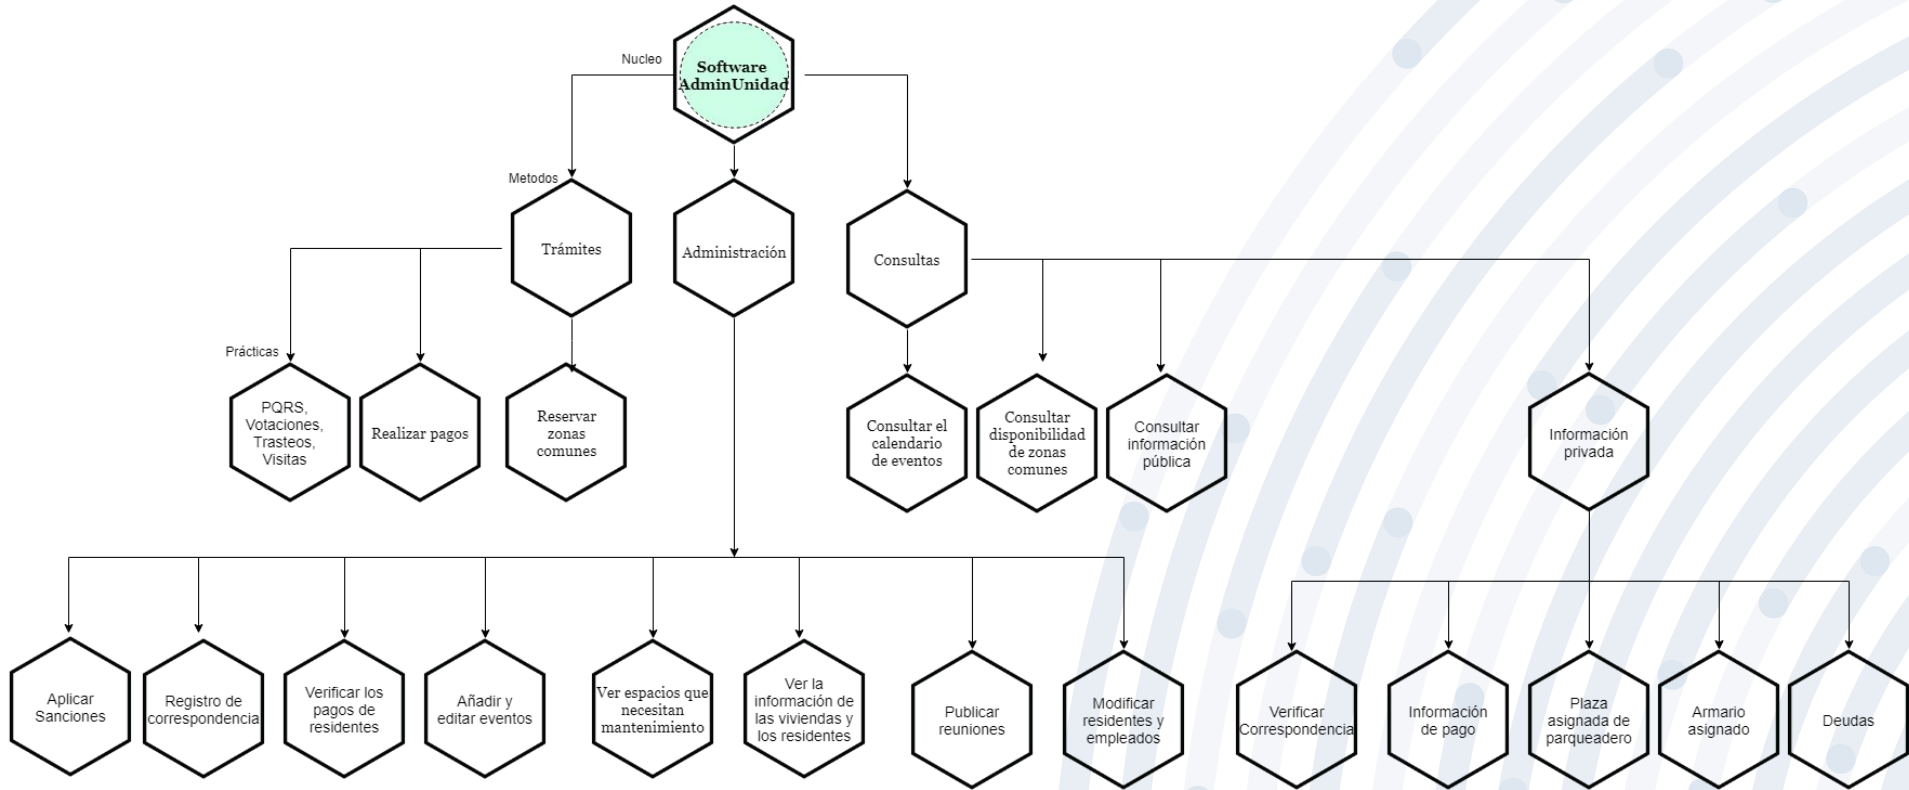 Nucleo
Software
AdminUnidad
Metodos
Trámites
Administración
Consultas
Prácticas
PQRS,
Votaciones,
Trasteos,
Visitas
Realizar pagos
Reservar
zonas
comunes
Consultar el
calendario
de eventos
Consultar
disponibilidad
de zonas
comunes
Consultar
información
pública
Información
privada
Aplicar
Sanciones
Registro de
correspondencia
Verificar los
pagos de
residentes
Añadir y
editar eventos
Ver espacios que
necesitan
mantenimiento
Ver la
información de
las viviendas y
los residentes
Publicar
reuniones
Modificar
residentes y
empleados
Verificar
Correspondencia
Información
de pago
Plaza
asignada de
parqueadero
Armario
asignado
Deudas